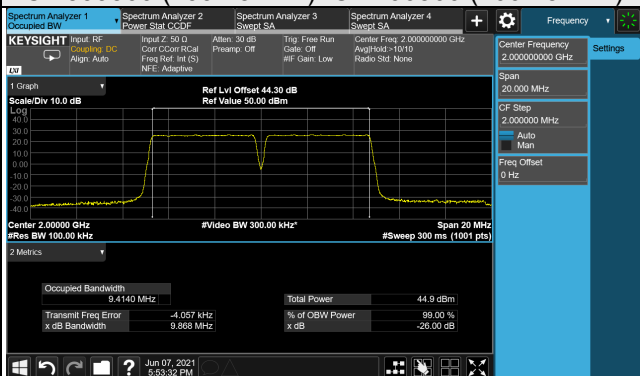 Spectrum Analyzer 1
Occupied BW
Spectrum Analyzer 2
Power Stat CCDF
Spectrum Analyzer 3
Swept SA
Spectrum Analyzer 4
Swept SA
Frequency
KEYSIGHT
Input: RF
Coupling: DC
Align: Auto
Input Z: 50 Ω
Corr CCorr RCal
Freq Ref: Int (S)
NFE: Adaptive
Atten: 30 dB
Preamp: Off
Trig: Free Run
Gate: Off
#IF Gain: Low
Center Freq: 2.000000000 GHz
Avg|Hold:>10/10
Radio Std: None
LXI
Center Frequency
2.000000000 GHz
Settings
Span
20.000 MHz
CF Step
2.000000 MHz
Auto
Man
Freq Offset
0 Hz
1 Graph
Scale/Div 10.0 dB
Ref Lvl Offset 44.30 dB
Ref Value 50.00 dBm
Log
40.0
30.0
20.0
10.0
0.00
-10.0
-20.0
-30.0
-40.0
Center 2.00000 GHz
#Res BW 100.00 kHz
#Video BW 300.00 kHz*
Span 20 MHz
#Sweep 300 ms (1001 pts)
2 Metrics
Occupied Bandwidth
9.4140 MHz
Total Power 44.9 dBm
Transmit Freq Error -4.057 kHz
% of OBW Power 99.00 %
x dB Bandwidth 9.868 MHz
x dB -26.00 dB
Jun 07, 2021
5:53:32 PM